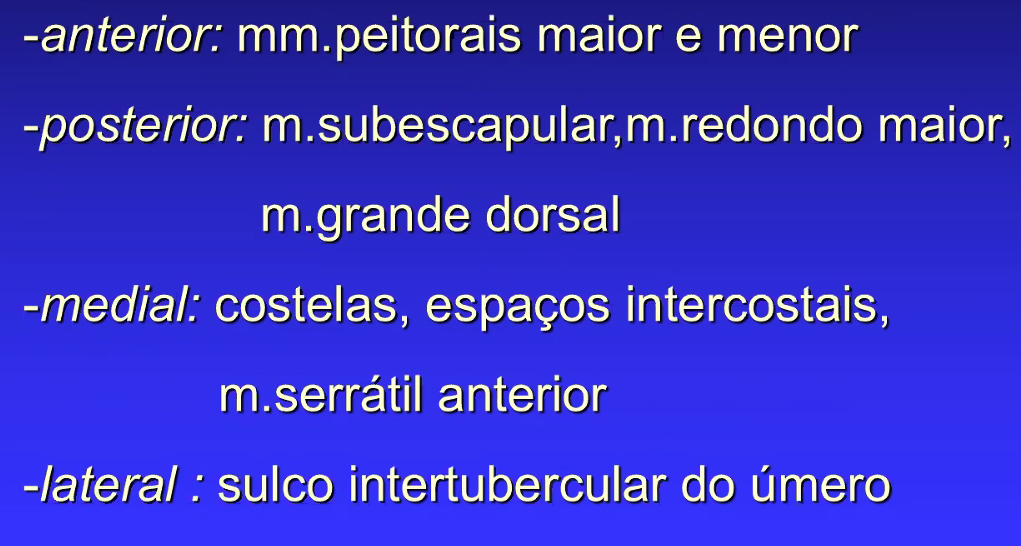 -anterior: mm.peitorais maior e menor
-posterior: m.subescapular,m.redondo maior,
m.grande dorsal
-medial: costelas, espaços intercostais,
m.serrátil anterior
-lateral : sulco intertubercular do úmero